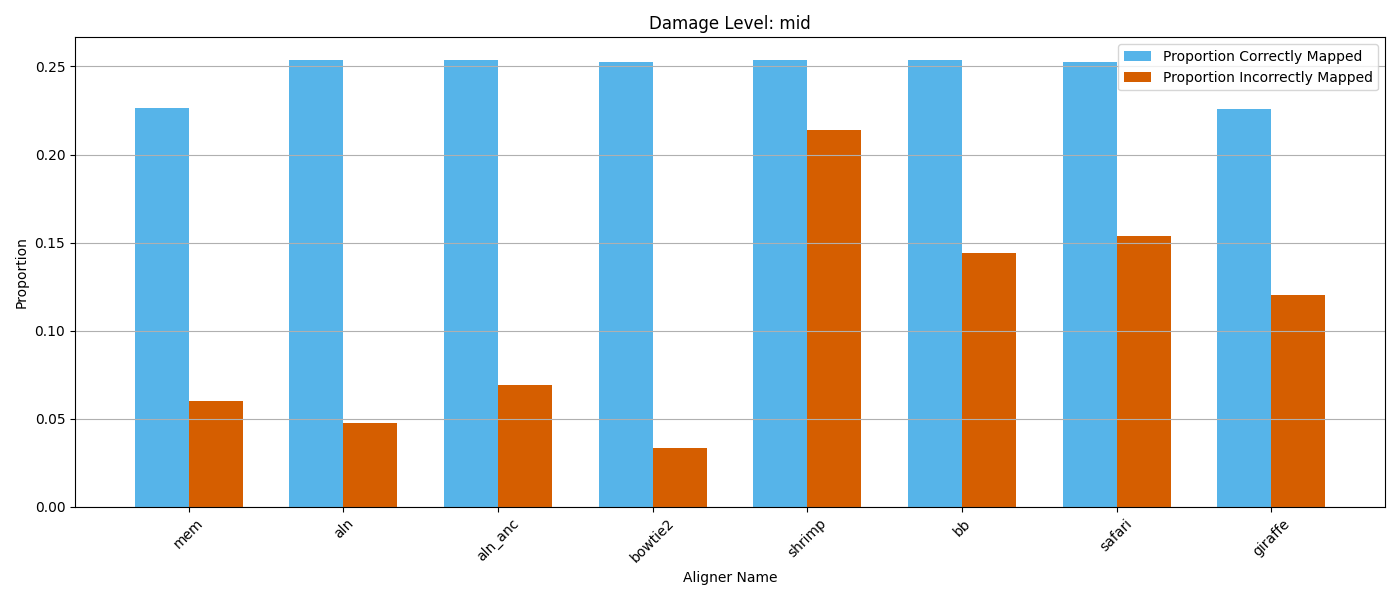 Damage Level: mid
Proportion Correctly Mapped
Proportion Incorrectly Mapped
Proportion
0.25
0.20
0.15
0.10
0.05
0.00
mem
aln
aln_anc
bowtie2
shrimp
bb
safari
giraffe
Aligner Name